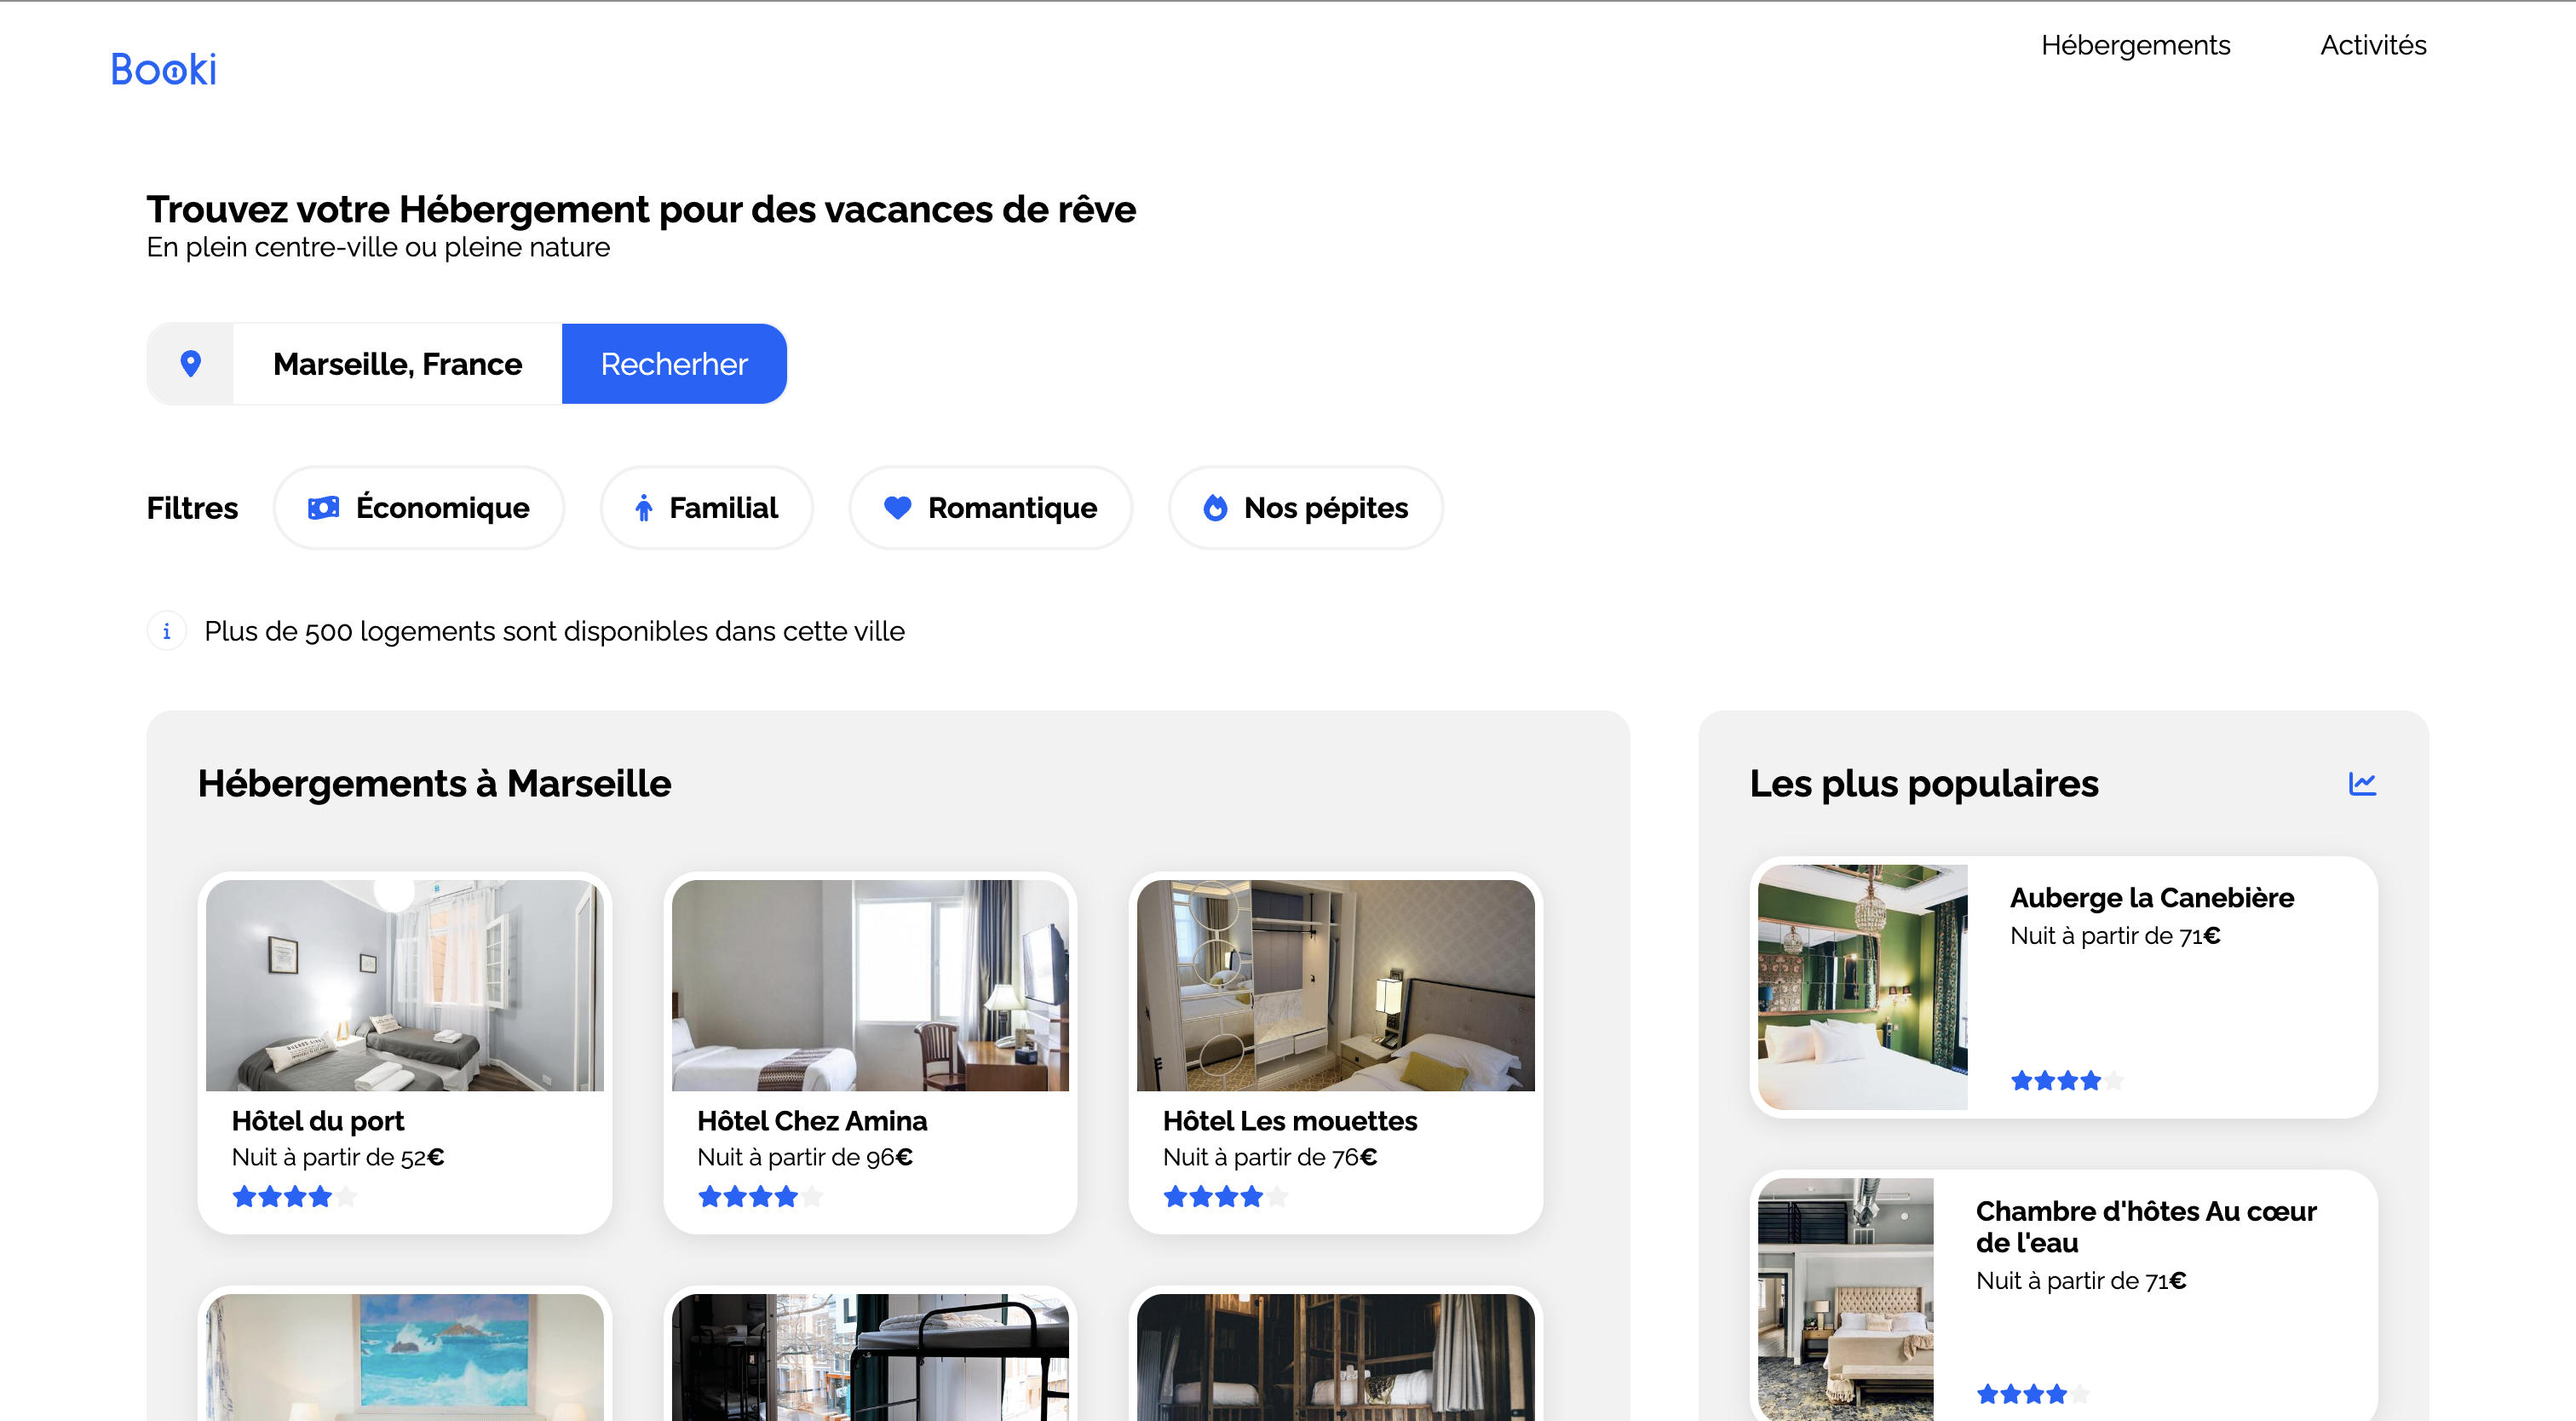 Booki
Hébergements
Activités
Trouvez votre Hébergement pour des vacances de rêve
En plein centre-ville ou pleine nature
Marseille, France
Recherher
Filtres
Économique
Familial
Romantique
Nos pépites
Plus de 500 logements sont disponibles dans cette ville
Hébergements à Marseille
Hôtel du port
Nuit à partir de 52€
Hôtel Chez Amina
Nuit à partir de 96€
Hôtel Les mouettes
Nuit à partir de 76€
Les plus populaires
Auberge la Canebière
Nuit à partir de 71€
Chambre d'hôtes Au cœur
de l'eau
Nuit à partir de 71€